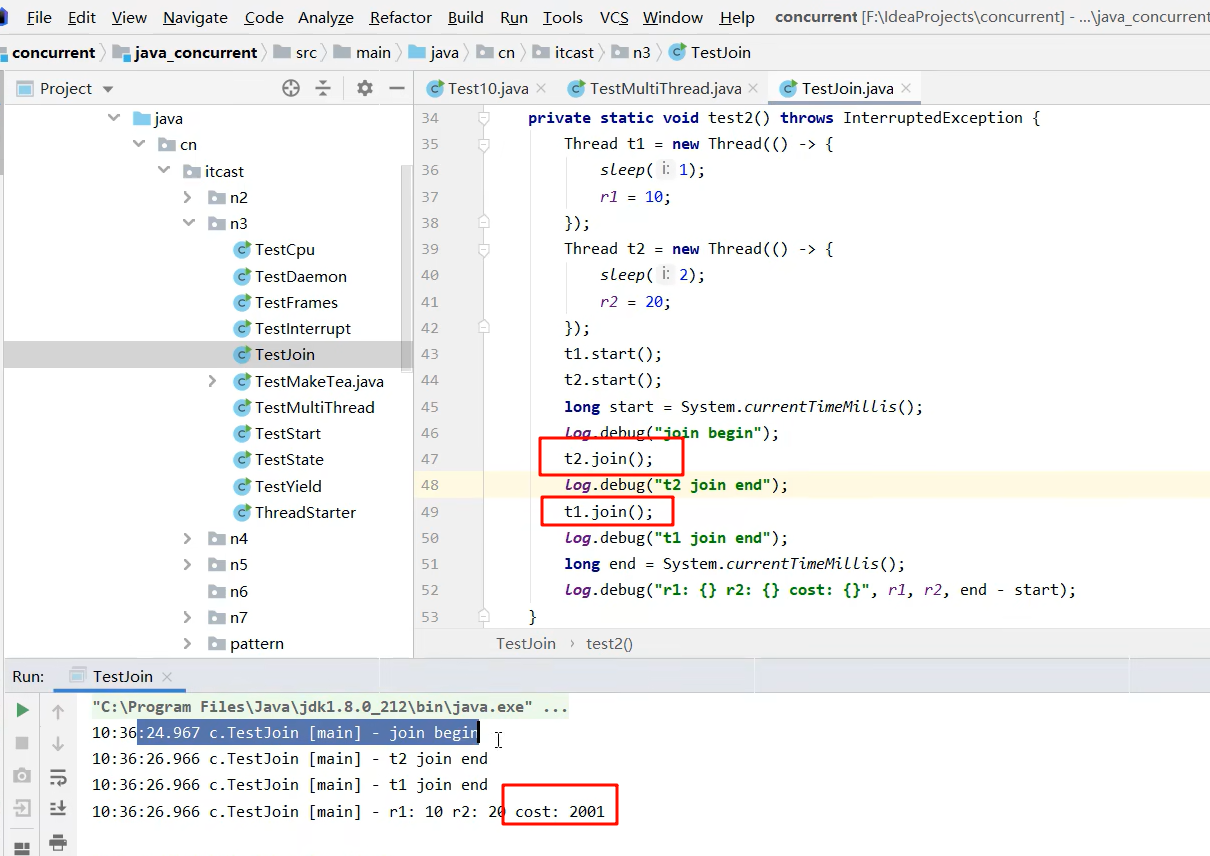 File Edit View Navigate Code Analyze Refactor Build Run Tools VCS Window Help concurrent [F:\IdeaProjects\concurrent] - ...\java_concurrent
concurrent java_concurrent src main java cn itcast n3 TestJoin
Project
Test10.java TestMultiThread.java TestJoin.java
java
cn
itcast
n2
n3
TestCpu
TestDaemon
TestFrames
TestInterrupt
TestJoin
TestMakeTea.java
TestMultiThread
TestStart
TestState
TestYield
ThreadStarter
n4
n5
n6
n7
pattern
34 private static void test2() throws InterruptedException {
35 Thread t1 = new Thread(() -> {
36 sleep( i: 1);
37 r1 = 10;
38 });
39 Thread t2 = new Thread(() -> {
40 sleep( i: 2);
41 r2 = 20;
42 });
43 t1.start();
44 t2.start();
45 long start = System.currentTimeMillis();
46 log.debug("join begin");
47 t2.join();
48 log.debug("t2 join end");
49 t1.join();
50 log.debug("t1 join end");
51 long end = System.currentTimeMillis();
52 log.debug("r1: {} r2: {} cost: {}", r1, r2, end - start);
53 }
TestJoin › test2()
Run: TestJoin
"C:\Program Files\Java\jdk1.8.0_212\bin\java.exe" ...
10:36:24.967 c.TestJoin [main] - join begin
10:36:26.966 c.TestJoin [main] - t2 join end
10:36:26.966 c.TestJoin [main] - t1 join end
10:36:26.966 c.TestJoin [main] - r1: 10 r2: 20 cost: 2001